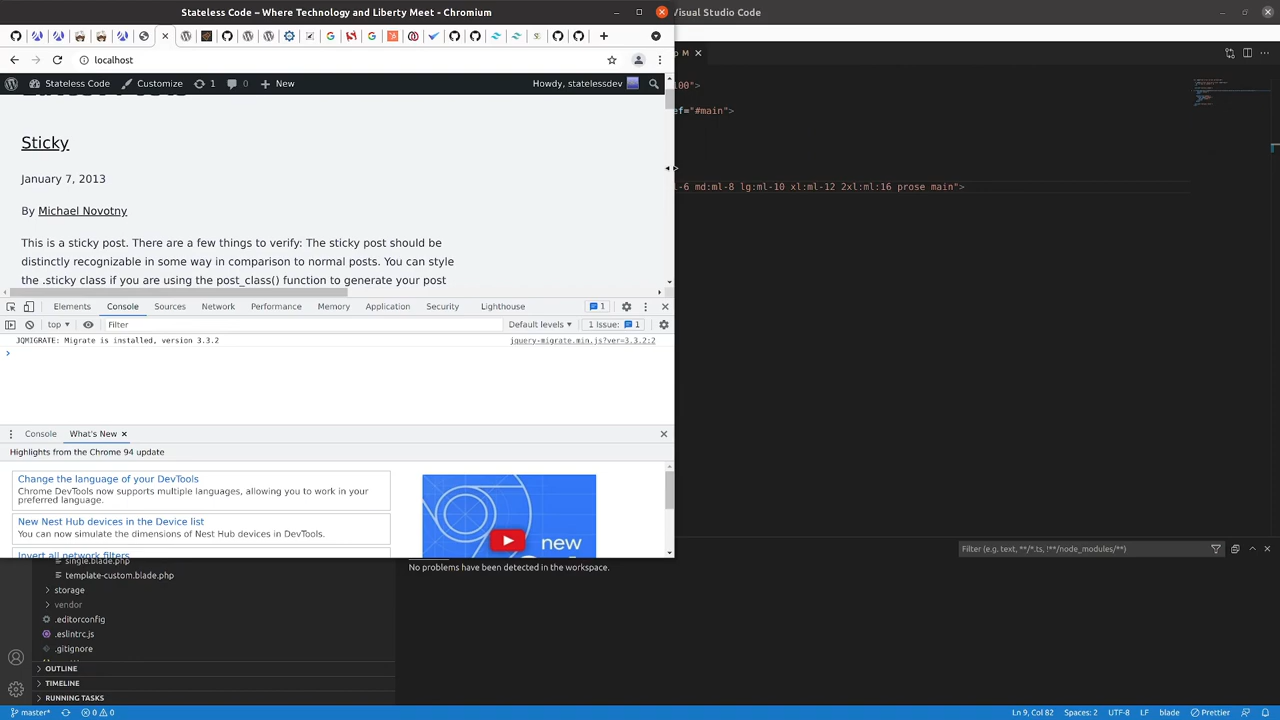 Stateless Code – Where Technology and Liberty Meet - Chromium
Visual Studio Code
localhost
Stateless Code
Customize
1
0
New
Howdy, statelessdev
Sticky
January 7, 2013
By Michael Novotny
This is a sticky post. There are a few things to verify: The sticky post should be
distinctly recognizable in some way in comparison to normal posts. You can style
the .sticky class if you are using the post_class() function to generate your post
M
100">
ef="#main">
l-6 md:ml-8 lg:ml-10 xl:ml-12 2xl:ml:16 prose main">
Elements
Console
Sources
Network
Performance
Memory
Application
Security
Lighthouse
1
top
Filter
Default levels
1 Issue:
1
JQMIGRATE: Migrate is installed, version 3.3.2
jquery-migrate.min.js?ver=3.3.2:2
Console
What's New
Highlights from the Chrome 94 update
Change the language of your DevTools
Chrome DevTools now supports multiple languages, allowing you to work in your
preferred language.
New Nest Hub devices in the Device list
You can now simulate the dimensions of Nest Hub devices in DevTools.
Invert all network filters
new
Filter (e.g. text, **/*.ts, !**/node_modules/**)
No problems have been detected in the workspace.
single.blade.php
template-custom.blade.php
storage
vendor
.editorconfig
.eslintrc.js
.gitignore
OUTLINE
TIMELINE
RUNNING TASKS
master*
0
0
Ln 9, Col 82
Spaces: 2
UTF-8
LF
blade
Prettier